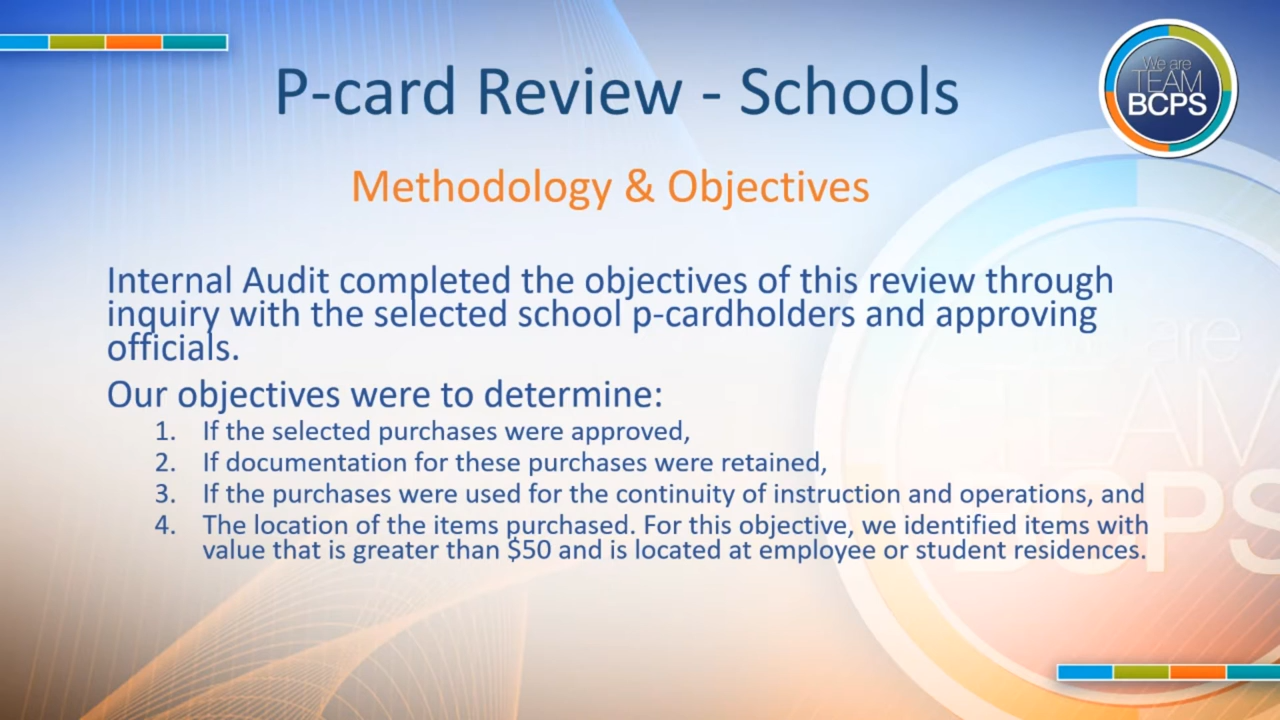 P-card Review - Schools
We are
TEAM
BCPS
Methodology & Objectives
Internal Audit completed the objectives of this review through
inquiry with the selected school p-cardholders and approving
officials.
Our objectives were to determine:
1. If the selected purchases were approved,
2. If documentation for these purchases were retained,
3. If the purchases were used for the continuity of instruction and operations, and
4. The location of the items purchased. For this objective, we identified items with
value that is greater than $50 and is located at employee or student residences.
We are
TEAM
BCPS